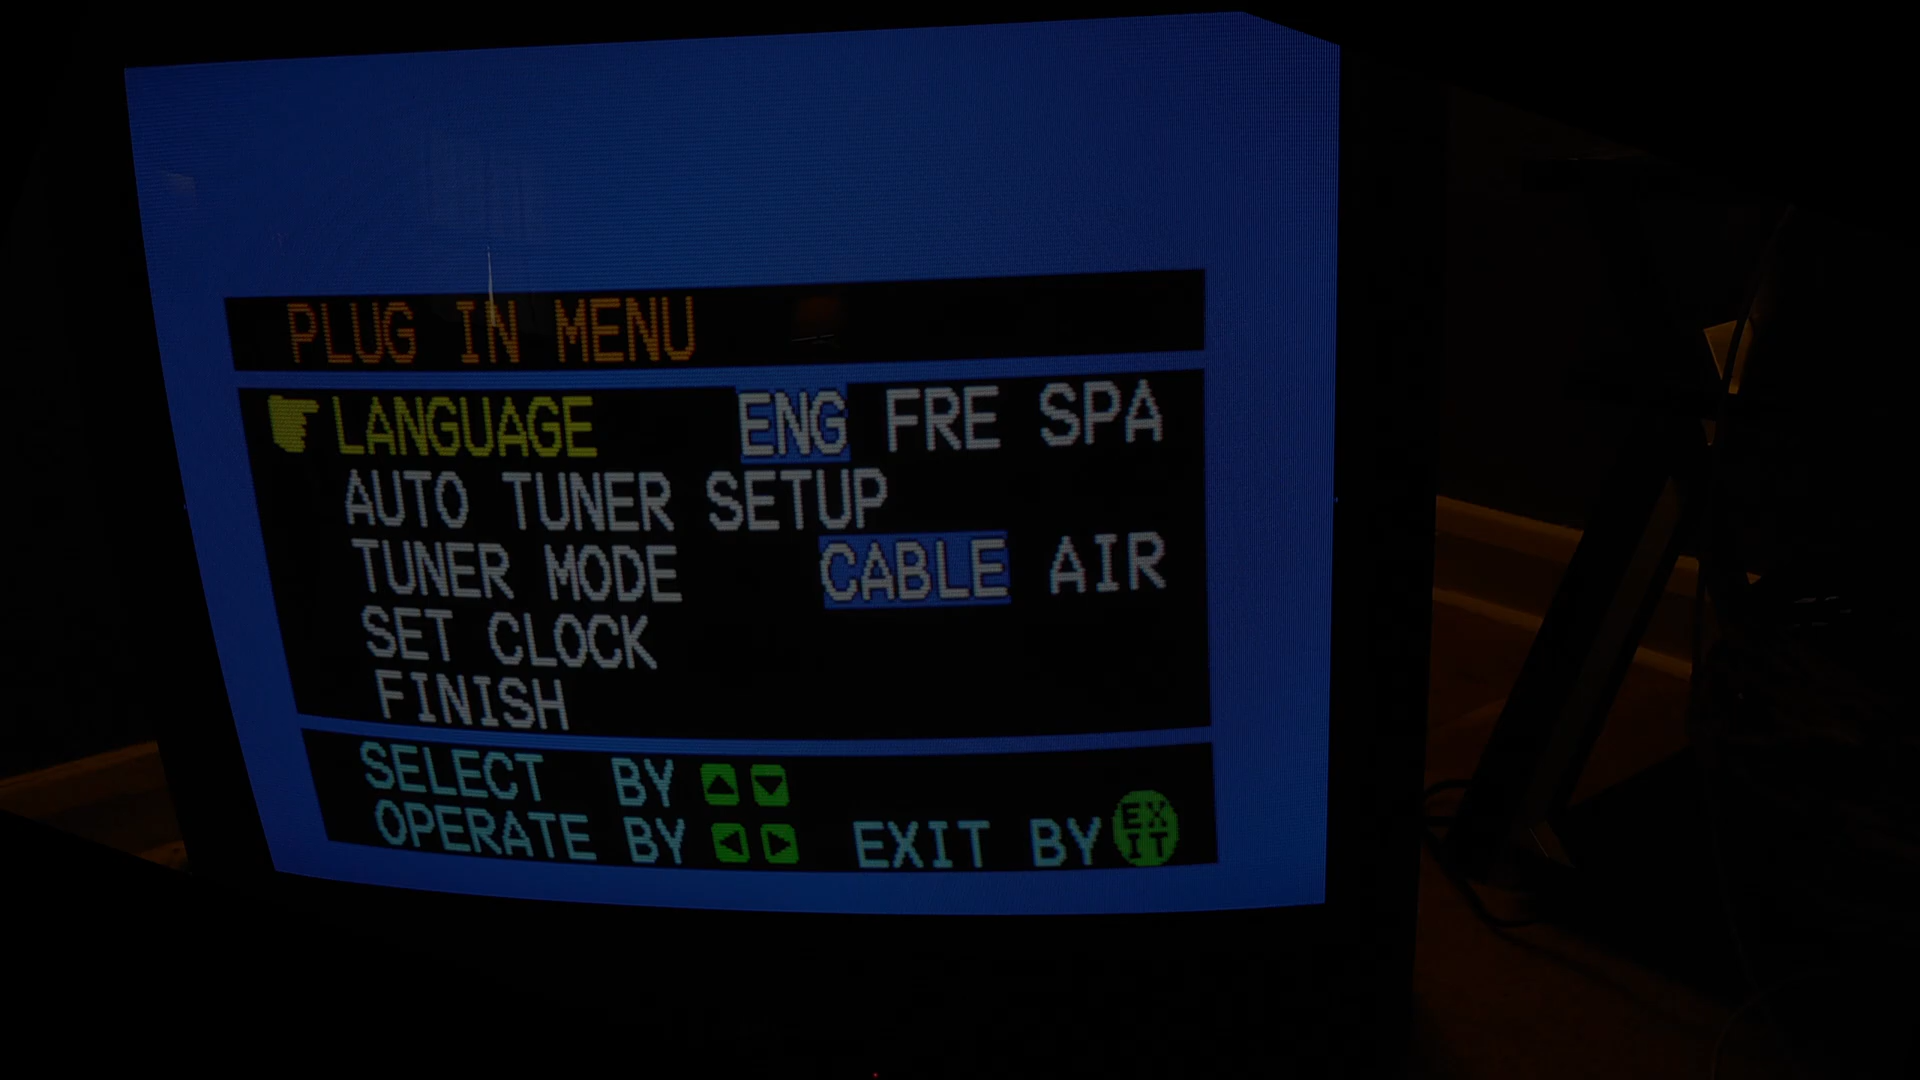 PLUG IN MENU
LANGUAGE ENG FRE SPA
AUTO TUNER SETUP
TUNER MODE CABLE AIR
SET CLOCK
FINISH
SELECT BY
OPERATE BY EXIT BY EXIT